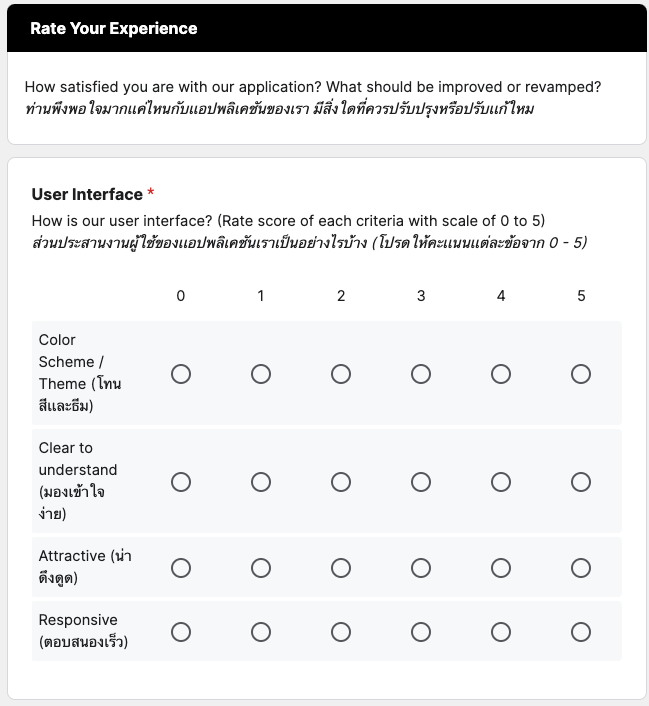 Rate Your Experience
How satisfied you are with our application? What should be improved or revamped?
ท่านพึงพอใจมากแค่ไหนกับแอปพลิเคชันของเรา มีสิ่งใดที่ควรปรับปรุงหรือปรับแก้ไหม
User Interface *
How is our user interface? (Rate score of each criteria with scale of 0 to 5)
ส่วนประสานงานผู้ใช้ของแอปพลิเคชันเราเป็นอย่างไรบ้าง (โปรดให้คะแนนแต่ละข้อจาก 0 - 5)
0 1 2 3 4 5
Color
Scheme /
Theme (โทน
สีและธีม)
Clear to
understand
(มองเข้าใจ
ง่าย)
Attractive (น่า
ดึงดูด)
Responsive
(ตอบสนองเร็ว)